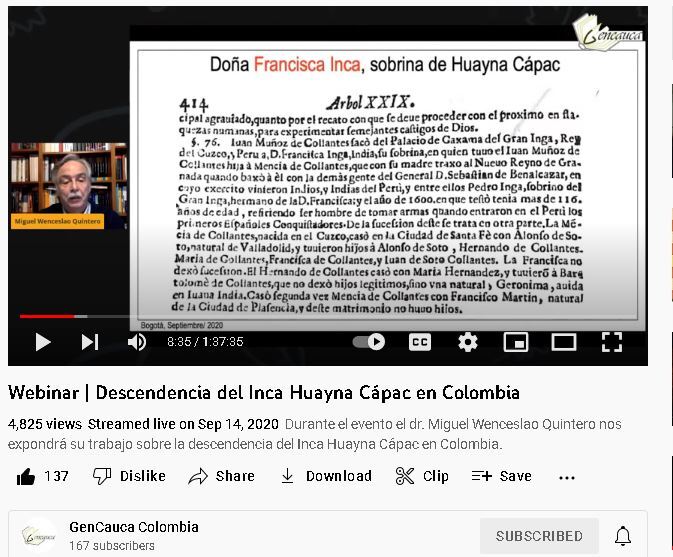 Gencauca
Doña Francisca Inca, sobrina de Huayna Cápac
414 Arbol XXIX.
cipal agrauiado,quanto por el recato con que se deue proceder con el proximo en fla-
quezas humanas,para experimentar semejantes castigos de Dios.
§. 76. Iuan Muñoz de Collantes sacò del Palacio de Caxama del Gran Inga, Rey
del Cuzco,y Peru a,D.Francisca Inga,India,su sobrina,en quien tuuo el Iuan Muñoz de
Collantes hija à Mencia de Collantes,que con su madre traxo al Nueuo Reyno de Gra-
nada quando baxò à èl con la demàs gente del General D.Sebastian de Benalcazar,en
cuyo exercito vinieron Indios,y Indias del Perù,y entre ellos Pedro Inga,sobrino del
Gran Inga,hermano de la D.Francisca;y el año de 1600.en que testò tenia mas de 116.
años de edad, refiriendo ser hombre de tomar armas quando entraron en el Perù los
primeros Españoles Conquistadores.De la sucession deste se trata en otra parte.La Mẽ-
cia de Collantes,nacida en el Cuzco,casò en la Ciudad de Santa Fè con Alonso de So-
to,natural de Valladolid,y tuuieron hijos à Alonso de Soto , Hernando de Collantes.
Maria de Collantes,Francisca de Collantes,y Iuan de Soto Collantes. La Francisca no
dexò sucession.El Hernando de Collantes casò con Maria Hernandez,y tuuierõ à Bar-
tolomè de Collantes,que no dexò hijos legitimos,sino vna natural , Geronima , auida
en Iuana India.Casò segunda vez Mencia de Collantes con Francisco Martin , natural
de la Ciudad de Plasencia,y deste matrimonio no huuo hijos.
Miguel Wenceslao Quintero
Bogotá, Septiembre/ 2020
8:35 / 1:37:35
CC
Webinar | Descendencia del Inca Huayna Cápac en Colombia
4,825 views Streamed live on Sep 14, 2020 Durante el evento el dr. Miguel Wenceslao Quintero nos
expondrá su trabajo sobre la descendencia del Inca Huayna Cápac en Colombia.
137 Dislike Share Download Clip Save ...
Gencauca
GenCauca Colombia
167 subscribers
SUBSCRIBED